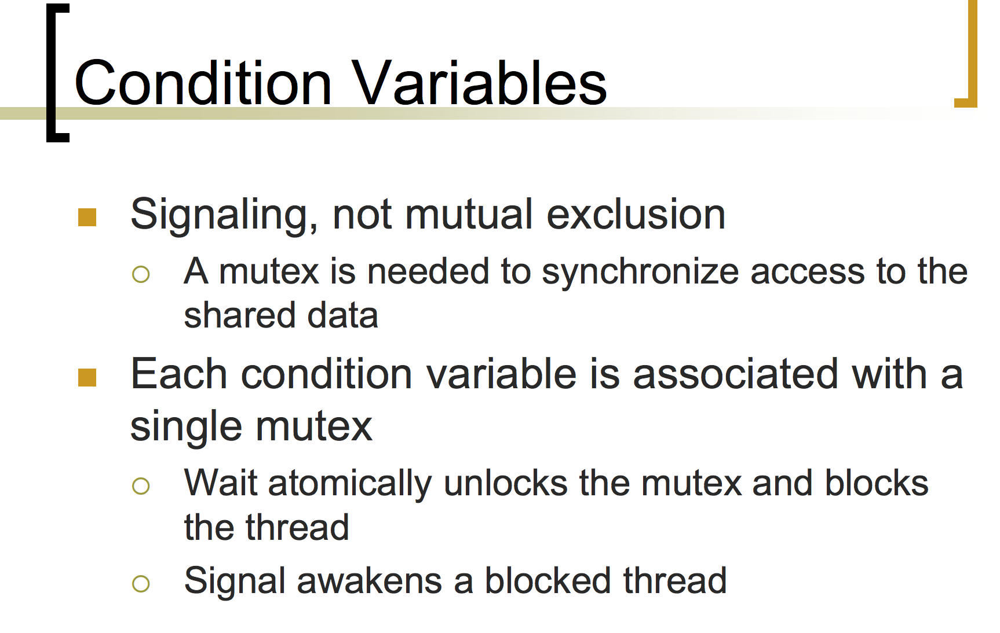 Condition Variables
Signaling, not mutual exclusion
A mutex is needed to synchronize access to the
shared data
Each condition variable is associated with a
single mutex
Wait atomically unlocks the mutex and blocks
the thread
Signal awakens a blocked thread